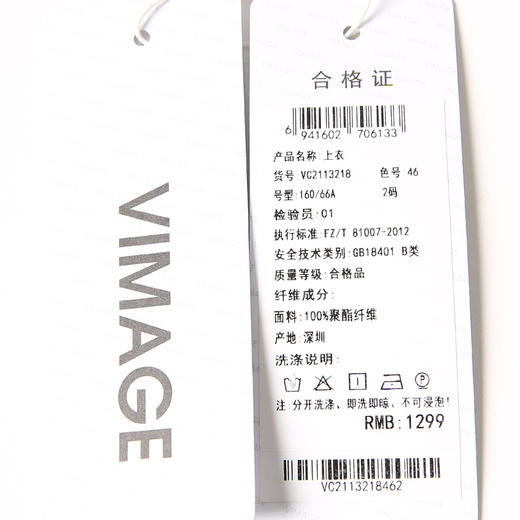 VIMAGE
合格证
6 941602 706133
产品名称:上衣
货号:VC2113218 色号:46
号型:160/66A 2码
检验员:01
执行标准:FZ/T 81007-2012
安全技术类别:GB18401 B类
质量等级:合格品
纤维成分:
面料:100%聚酯纤维
产地:深圳
洗涤说明:
注:分开洗涤、即洗即晾、不可浸泡!
RMB:1299
VC2113218462